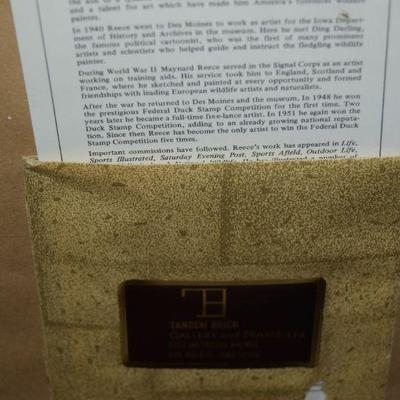 and a talent for art which have made him America's foremost wildlife
painter.
In 1940 Reece went to Des Moines to work as artist for the Iowa Depart-
ment of History and Archives in the museum. Here he met Ding Darling,
the famous political cartoonist, who was the first of many prominent
artists and scientists who helped guide and instruct the fledgling wildlife
painter.
During World War II Maynard Reece served in the Signal Corps as an artist
working on training aids. His service took him to England, Scotland and
France, where he sketched and painted at every opportunity and formed
friendships with leading European wildlife artists and naturalists.
After the war he returned to Des Moines and the museum. In 1948 he won
the prestigious Federal Duck Stamp Competition for the first time. Two
years later he became a full-time free-lance artist. In 1951 he again won the
Duck Stamp Competition, adding to an already growing national reputa-
tion. Since then Reece has become the only artist to win the Federal Duck
Stamp Competition five times.
Important commissions have followed. Reece's work has appeared in Life,
Sports Illustrated, Saturday Evening Post, Sports Afield, Outdoor Life,
TANDEM BRICK
GALLERY and FRAME, Ltd.